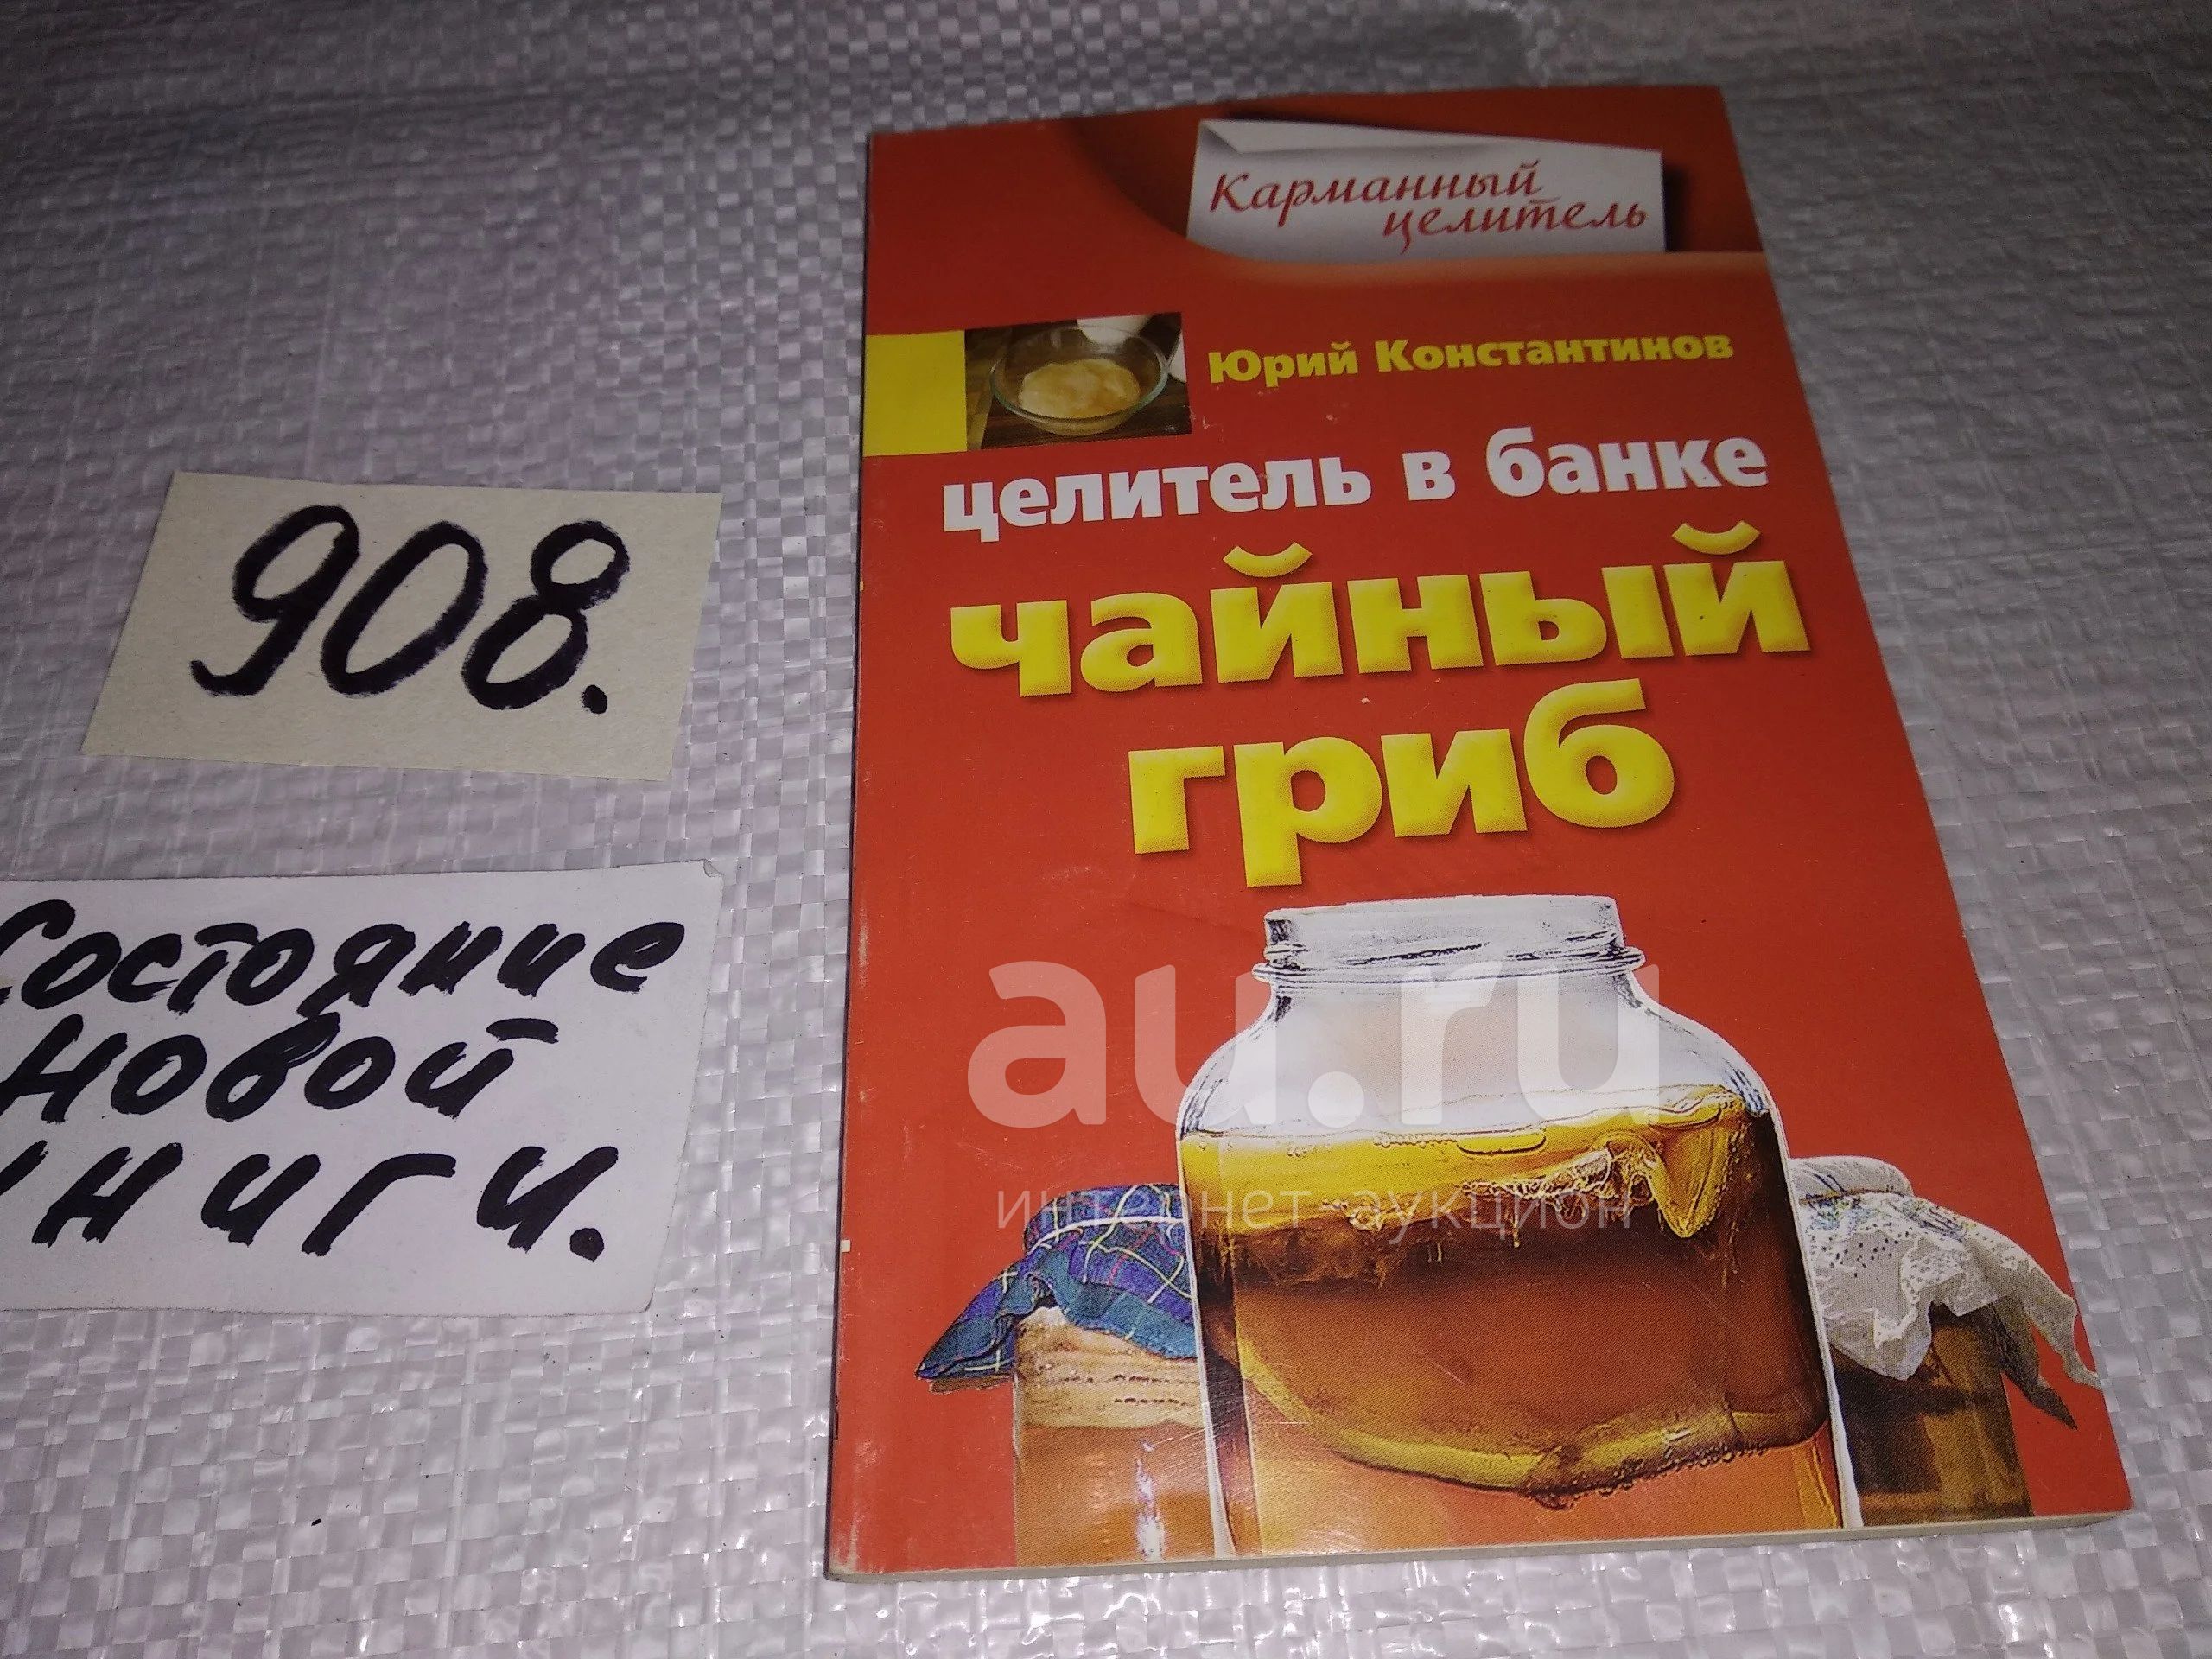 908.
Состояние
новой
книги.
Карманный
целитель
Юрий Константинов
целитель в банке
чайный
гриб
au.ru
интернет-аукцион